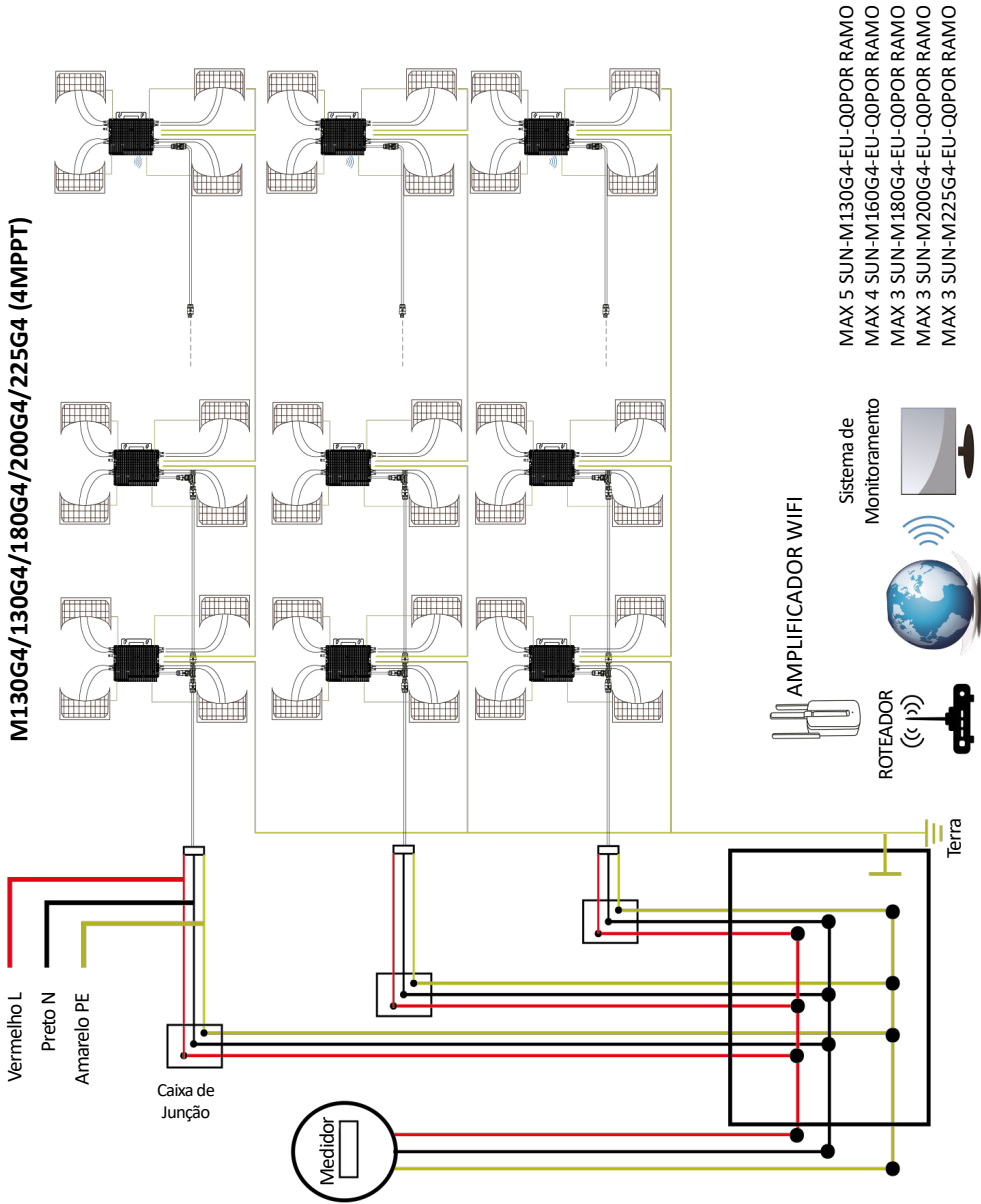 M130G4/130G4/180G4/200G4/225G4 (4MPPT)
Vermelho L
Preto N
Amarelo PE
Caixa de
Junção
Medidor
Terra
AMPLIFICADOR WIFI
ROTEADOR
Sistema de
Monitoramento
MAX 5 SUN-M130G4-EU-Q0POR RAMO
MAX 4 SUN-M160G4-EU-Q0POR RAMO
MAX 3 SUN-M180G4-EU-Q0POR RAMO
MAX 3 SUN-M200G4-EU-Q0POR RAMO
MAX 3 SUN-M225G4-EU-Q0POR RAMO